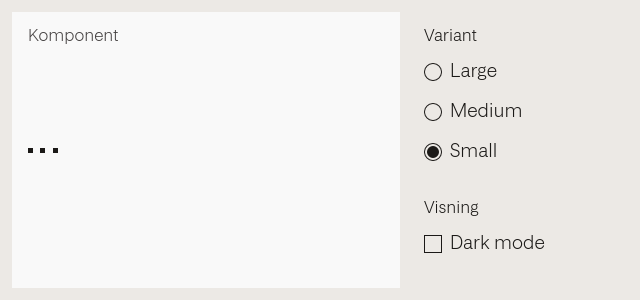 Komponent
Variant
Large
Medium
Small
Visning
Dark mode